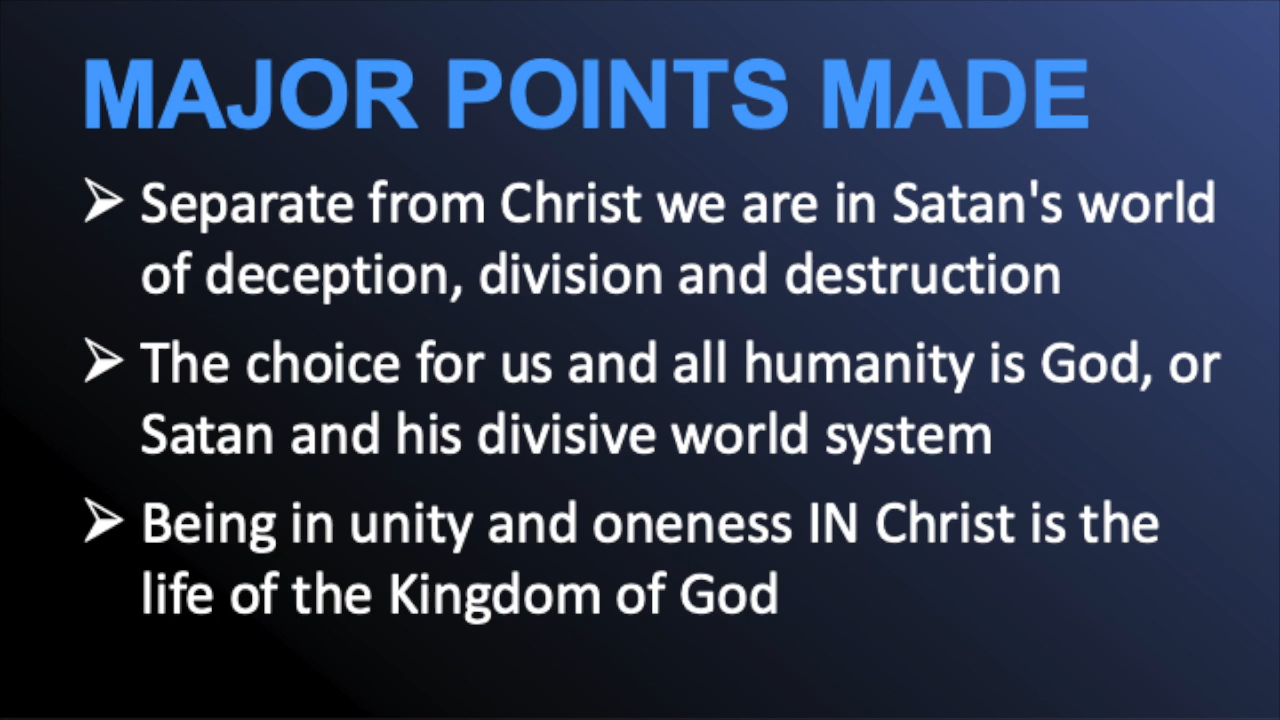 MAJOR POINTS MADE
➢ Separate from Christ we are in Satan's world
of deception, division and destruction
➢ The choice for us and all humanity is God, or
Satan and his divisive world system
➢ Being in unity and oneness IN Christ is the
life of the Kingdom of God